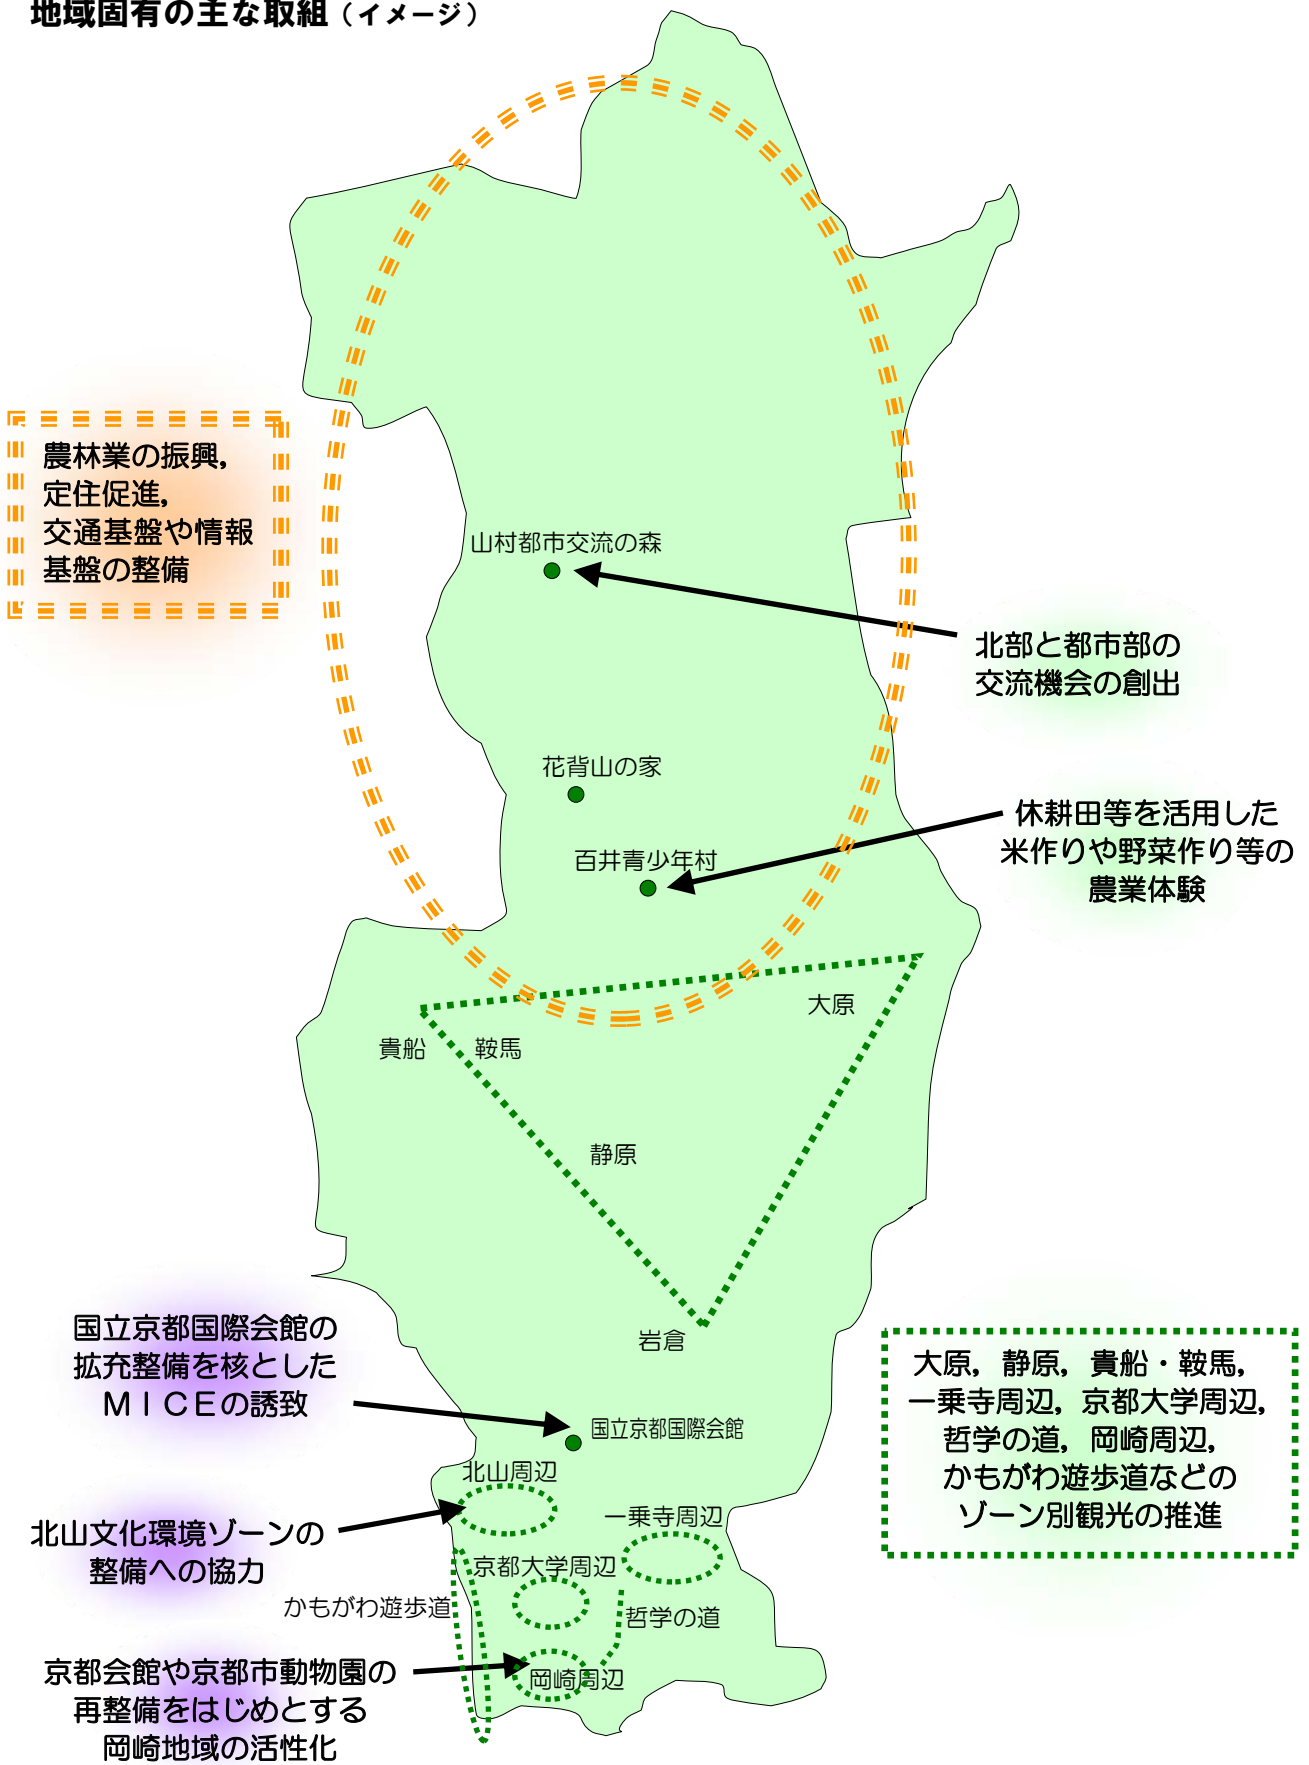 地域固有の主な取組（イメージ）
農林業の振興，
定住促進，
交通基盤や情報
基盤の整備
山村都市交流の森
北部と都市部の
交流機会の創出
花背山の家
休耕田等を活用した
米作りや野菜作り等の
農業体験
百井青少年村
大原
貴船
鞍馬
静原
岩倉
国立京都国際会館の
拡充整備を核とした
ＭＩＣＥの誘致
国立京都国際会館
大原，静原，貴船・鞍馬，
一乗寺周辺，京都大学周辺，
哲学の道，岡崎周辺，
かもがわ遊歩道などの
ゾーン別観光の推進
北山周辺
北山文化環境ゾーンの
整備への協力
一乗寺周辺
京都大学周辺
かもがわ遊歩道
哲学の道
京都会館や京都市動物園の
再整備をはじめとする
岡崎地域の活性化
岡崎周辺